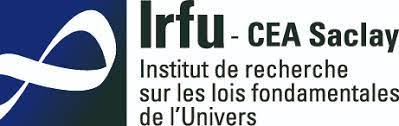 Irfu - CEA Saclay
Institut de recherche
sur les lois fondamentales
de l'Univers